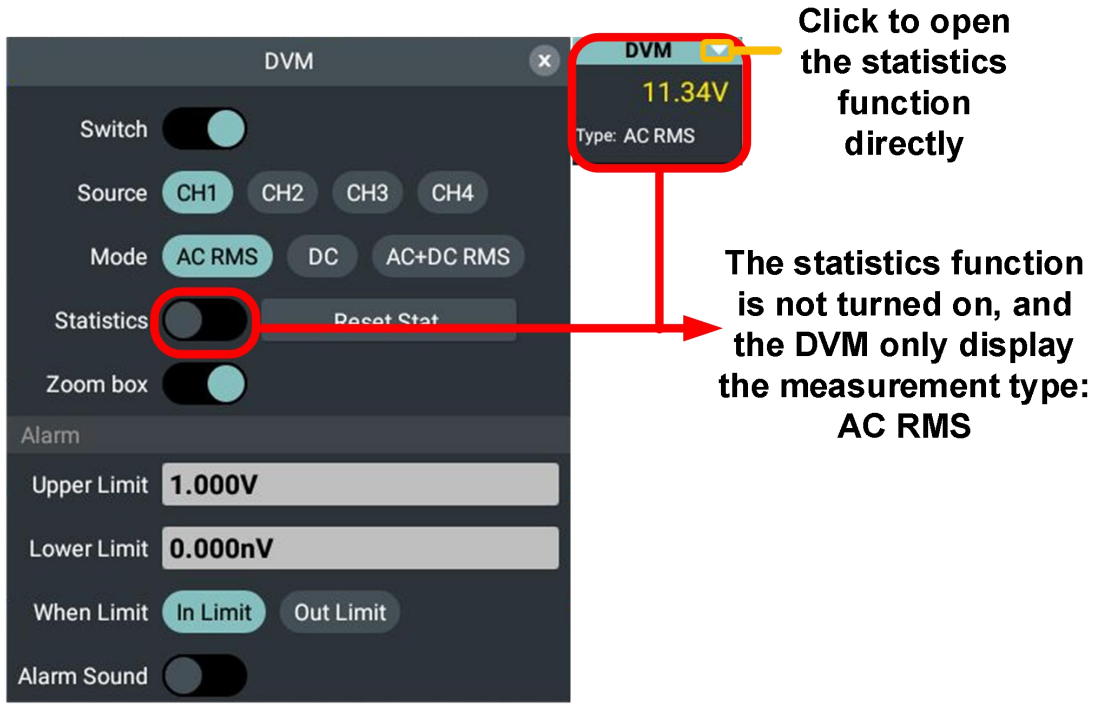 DVM
X
Switch
Source CH1 CH2 CH3 CH4
Mode AC RMS DC AC+DC RMS
Statistics Reset Stat
Zoom box
Alarm
Upper Limit 1.000V
Lower Limit 0.000nV
When Limit In Limit Out Limit
Alarm Sound
DVM
11.34V
Type: AC RMS
Click to open
the statistics
function
directly
The statistics function
is not turned on, and
the DVM only display
the measurement type:
AC RMS